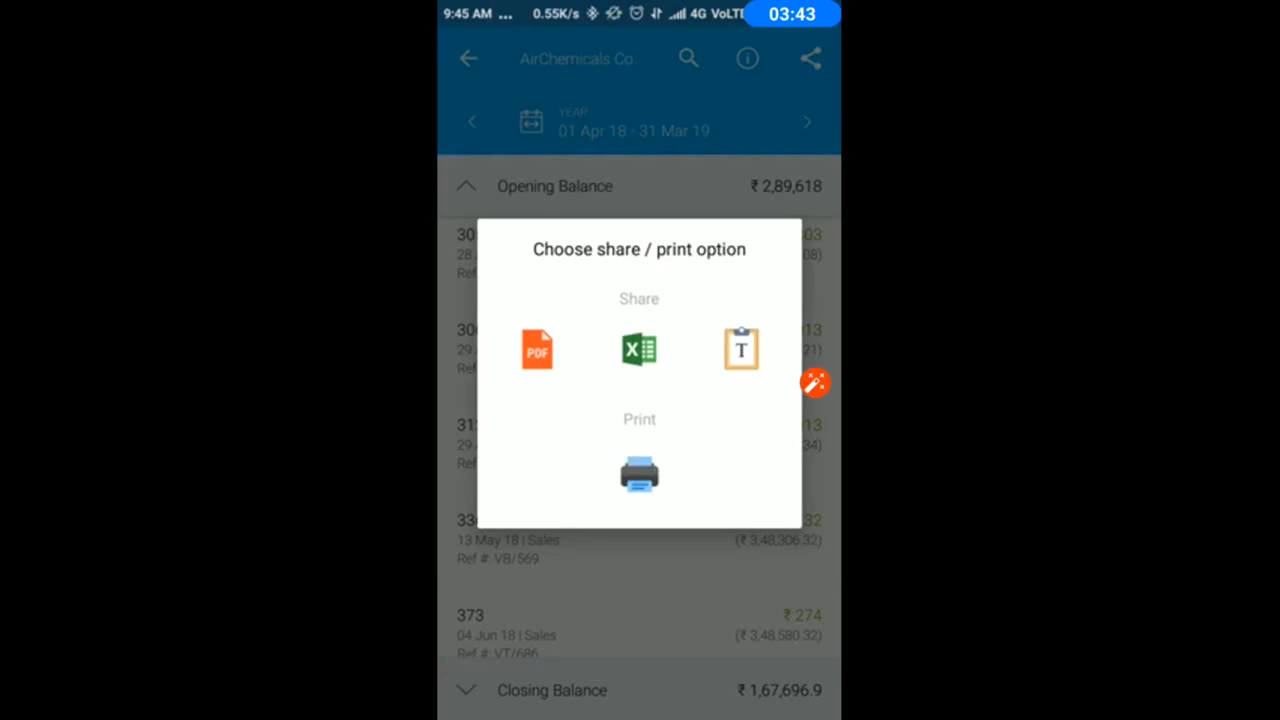 9:45 AM ... 0.55K/s 4G VoLTE 03:43
AirChemicals Co
YEAR
01 Apr 18 - 31 Mar 19
Opening Balance ₹ 2,89,618
Choose share / print option
Share
PDF X T
Print
13 May 18 | Sales (₹ 3,48,306.32)
Ref #: VB/569
373 ₹ 274
04 Jun 18 | Sales (₹ 3,48,580.32)
Ref #: VT/686
Closing Balance ₹ 1,67,696.9